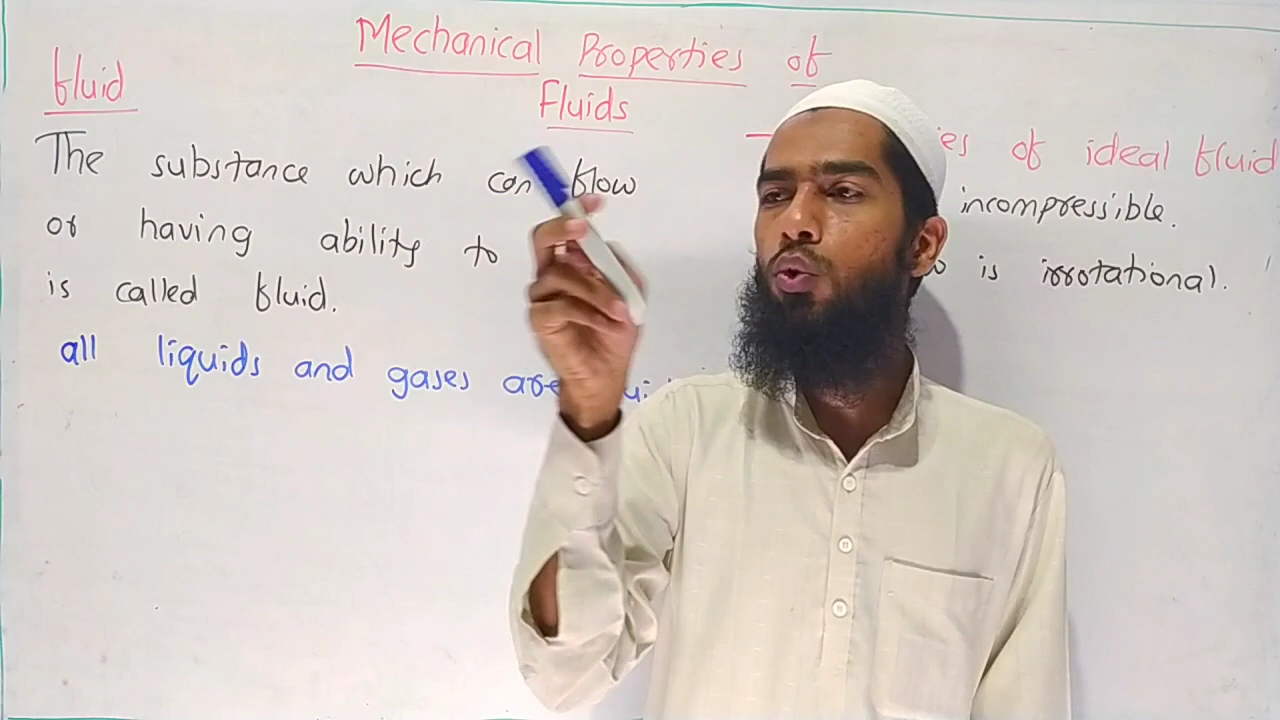 Mechanical Properties of
Fluids
fluid
The substance which can flow
or having ability to
is called fluid.
all liquids and gases are
es of ideal fluid
incompressible.
is irrotational.